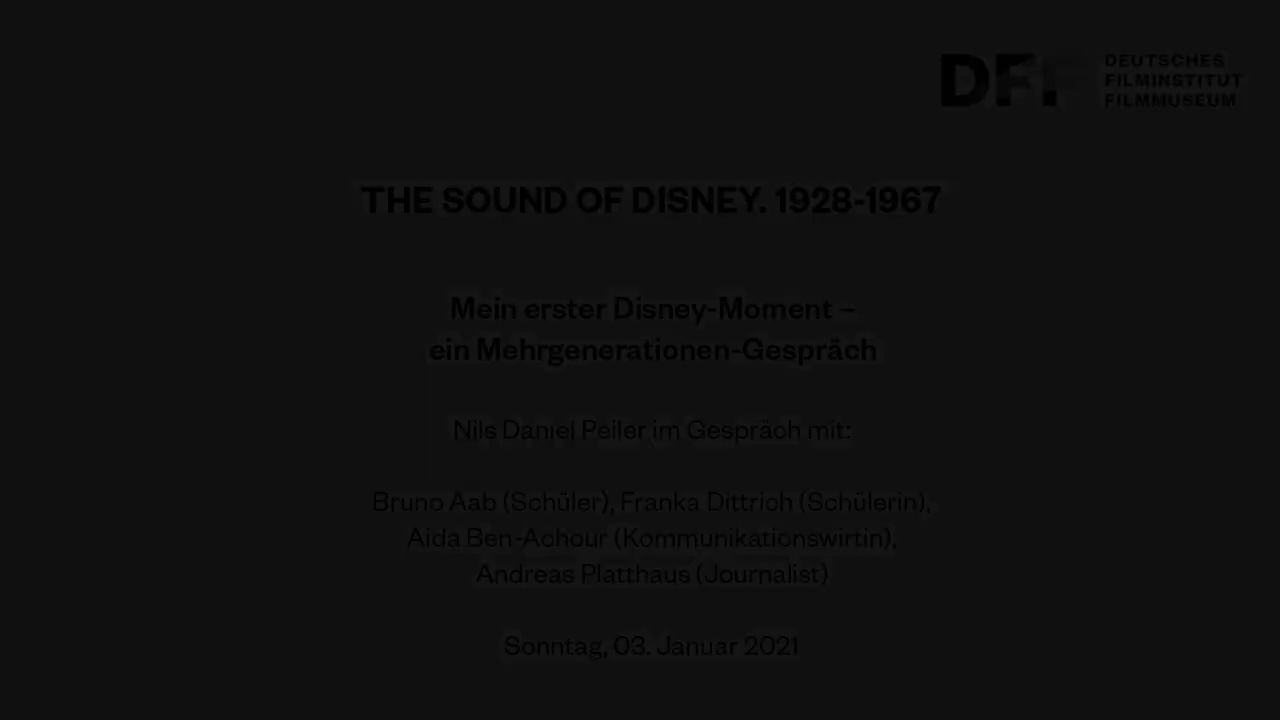 DFF
DEUTSCHES
FILMINSTITUT
FILMMUSEUM
THE SOUND OF DISNEY. 1928-1967
Mein erster Disney-Moment –
ein Mehrgenerationen-Gespräch
Nils Daniel Peiler im Gespräch mit:
Bruno Aab (Schüler), Franka Dittrich (Schülerin),
Aida Ben-Achour (Kommunikationswirtin),
Andreas Platthaus (Journalist)
Sonntag, 03. Januar 2021